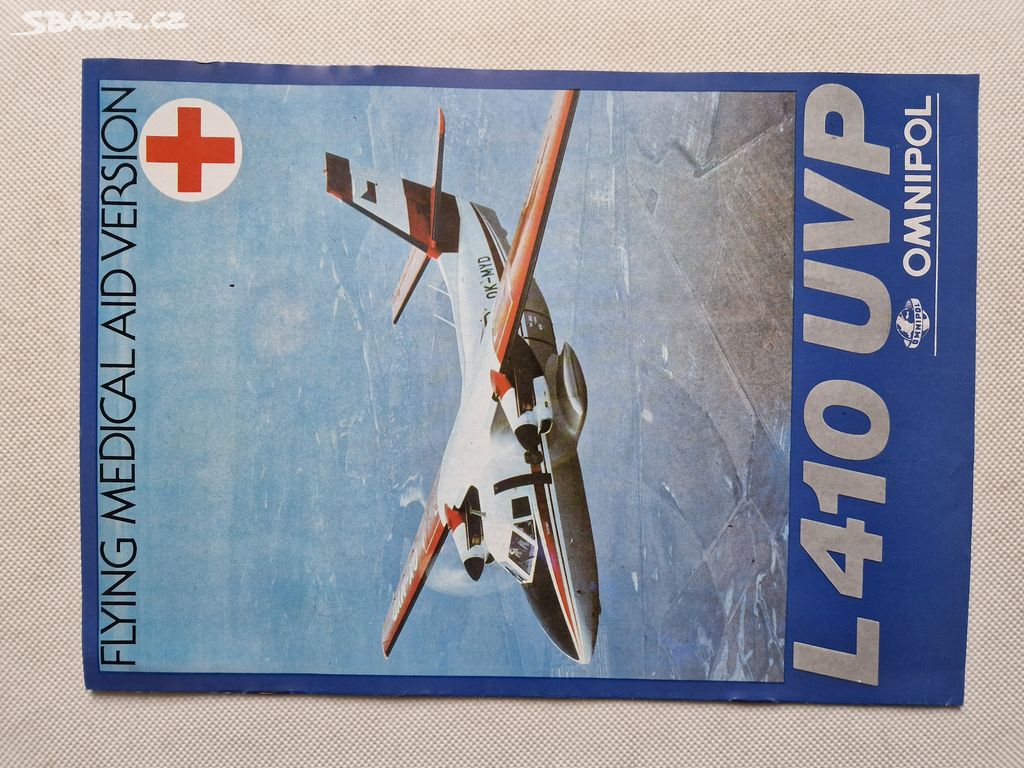 SBAZAR.CZ
FLYING MEDICAL AID VERSION
OK-MYD
L 410 UVP
OMNIPOL
OMNIPOL